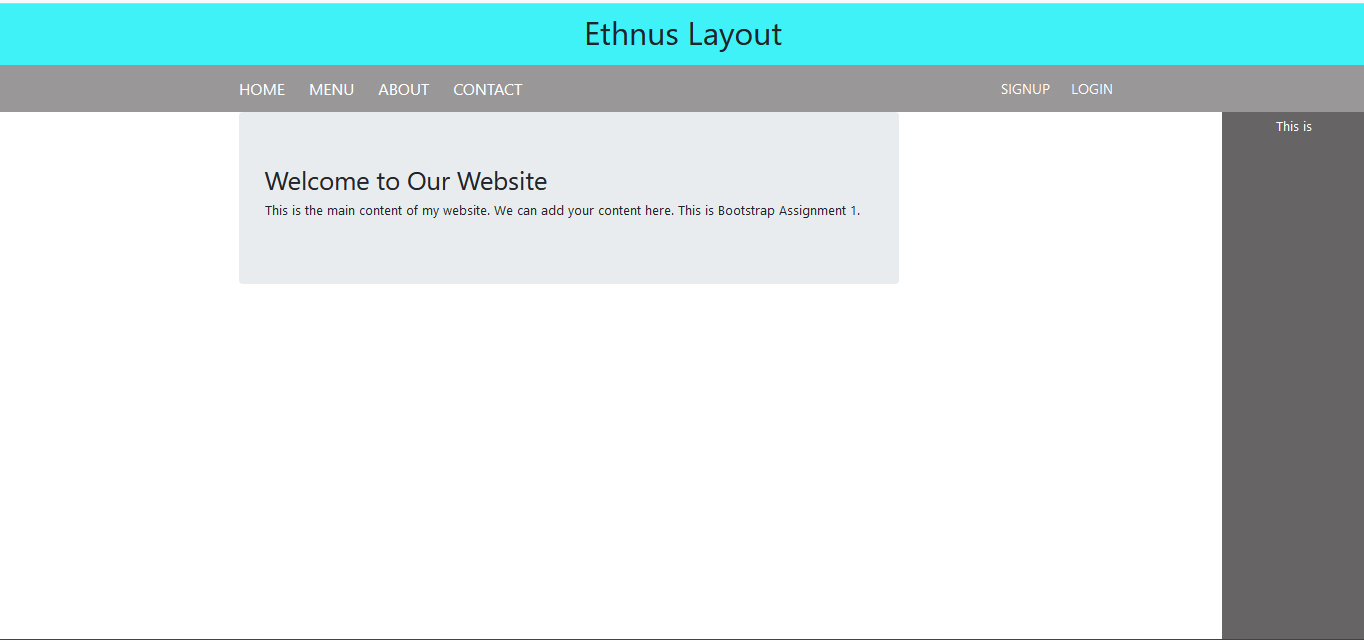 Ethnus Layout
HOME MENU ABOUT CONTACT SIGNUP LOGIN
This is
Welcome to Our Website
This is the main content of my website. We can add your content here. This is Bootstrap Assignment 1.